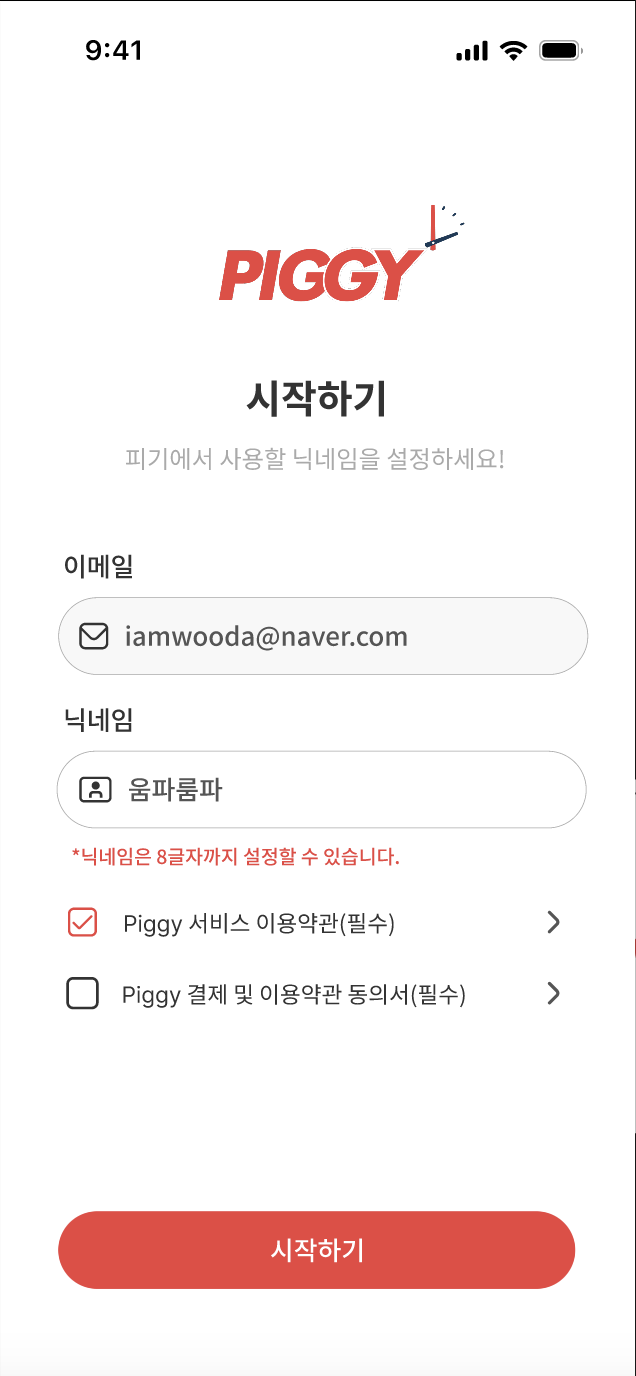 9:41
PIGGY
시작하기
피기에서 사용할 닉네임을 설정하세요!
이메일
iamwooda@naver.com
닉네임
움파룸파
*닉네임은 8글자까지 설정할 수 있습니다.
Piggy 서비스 이용약관(필수)
Piggy 결제 및 이용약관 동의서(필수)
시작하기